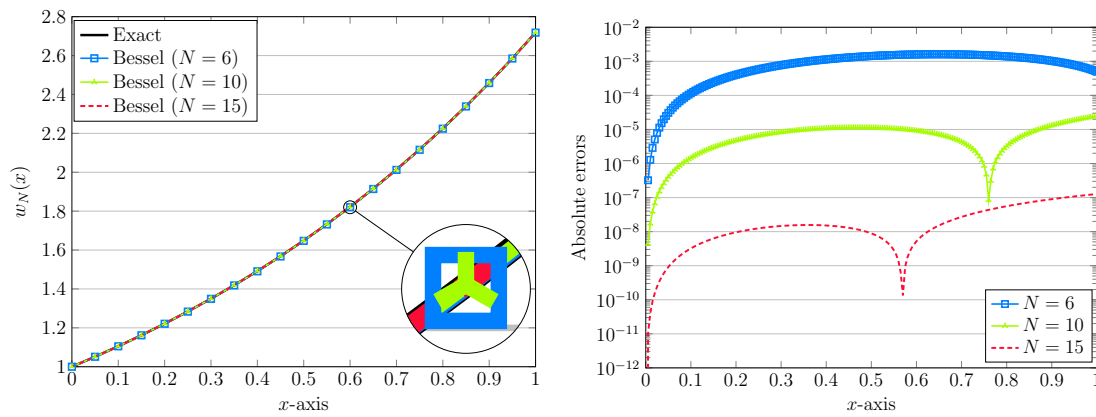 2.8
2.6
2.4
2.2
2
1.8
1.6
1.4
1.2
1
w_N(x)
Exact
Bessel (N = 6)
Bessel (N = 10)
Bessel (N = 15)
0 0.1 0.2 0.3 0.4 0.5 0.6 0.7 0.8 0.9 1
x-axis
10^−2
10^−3
10^−4
10^−5
10^−6
10^−7
10^−8
10^−9
10^−10
10^−11
10^−12
Absolute errors
N = 6
N = 10
N = 15
0 0.1 0.2 0.3 0.4 0.5 0.6 0.7 0.8 0.9 1
x-axis